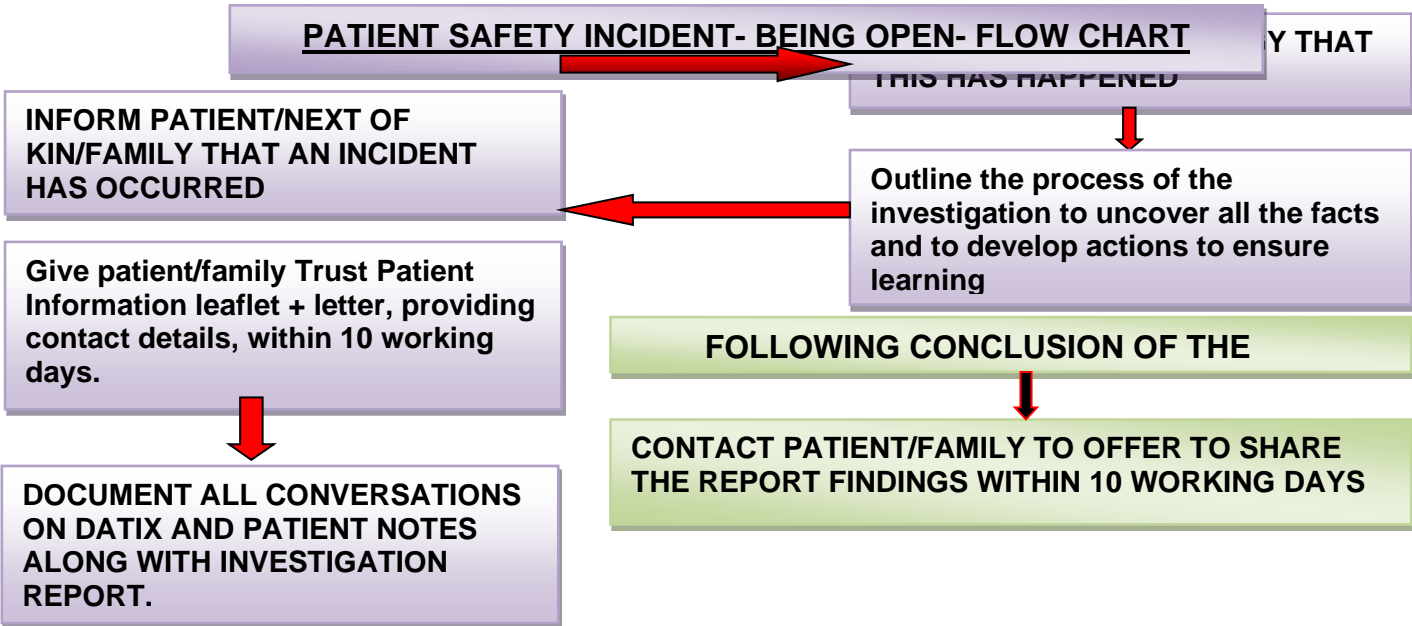 PATIENT SAFETY INCIDENT- BEING OPEN- FLOW CHART
THAT
THIS HAS HAPPENED
INFORM PATIENT/NEXT OF
KIN/FAMILY THAT AN INCIDENT
HAS OCCURRED
Outline the process of the
investigation to uncover all the facts
and to develop actions to ensure
learning
Give patient/family Trust Patient
Information leaflet + letter, providing
contact details, within 10 working
days.
FOLLOWING CONCLUSION OF THE
CONTACT PATIENT/FAMILY TO OFFER TO SHARE
THE REPORT FINDINGS WITHIN 10 WORKING DAYS
DOCUMENT ALL CONVERSATIONS
ON DATIX AND PATIENT NOTES
ALONG WITH INVESTIGATION
REPORT.